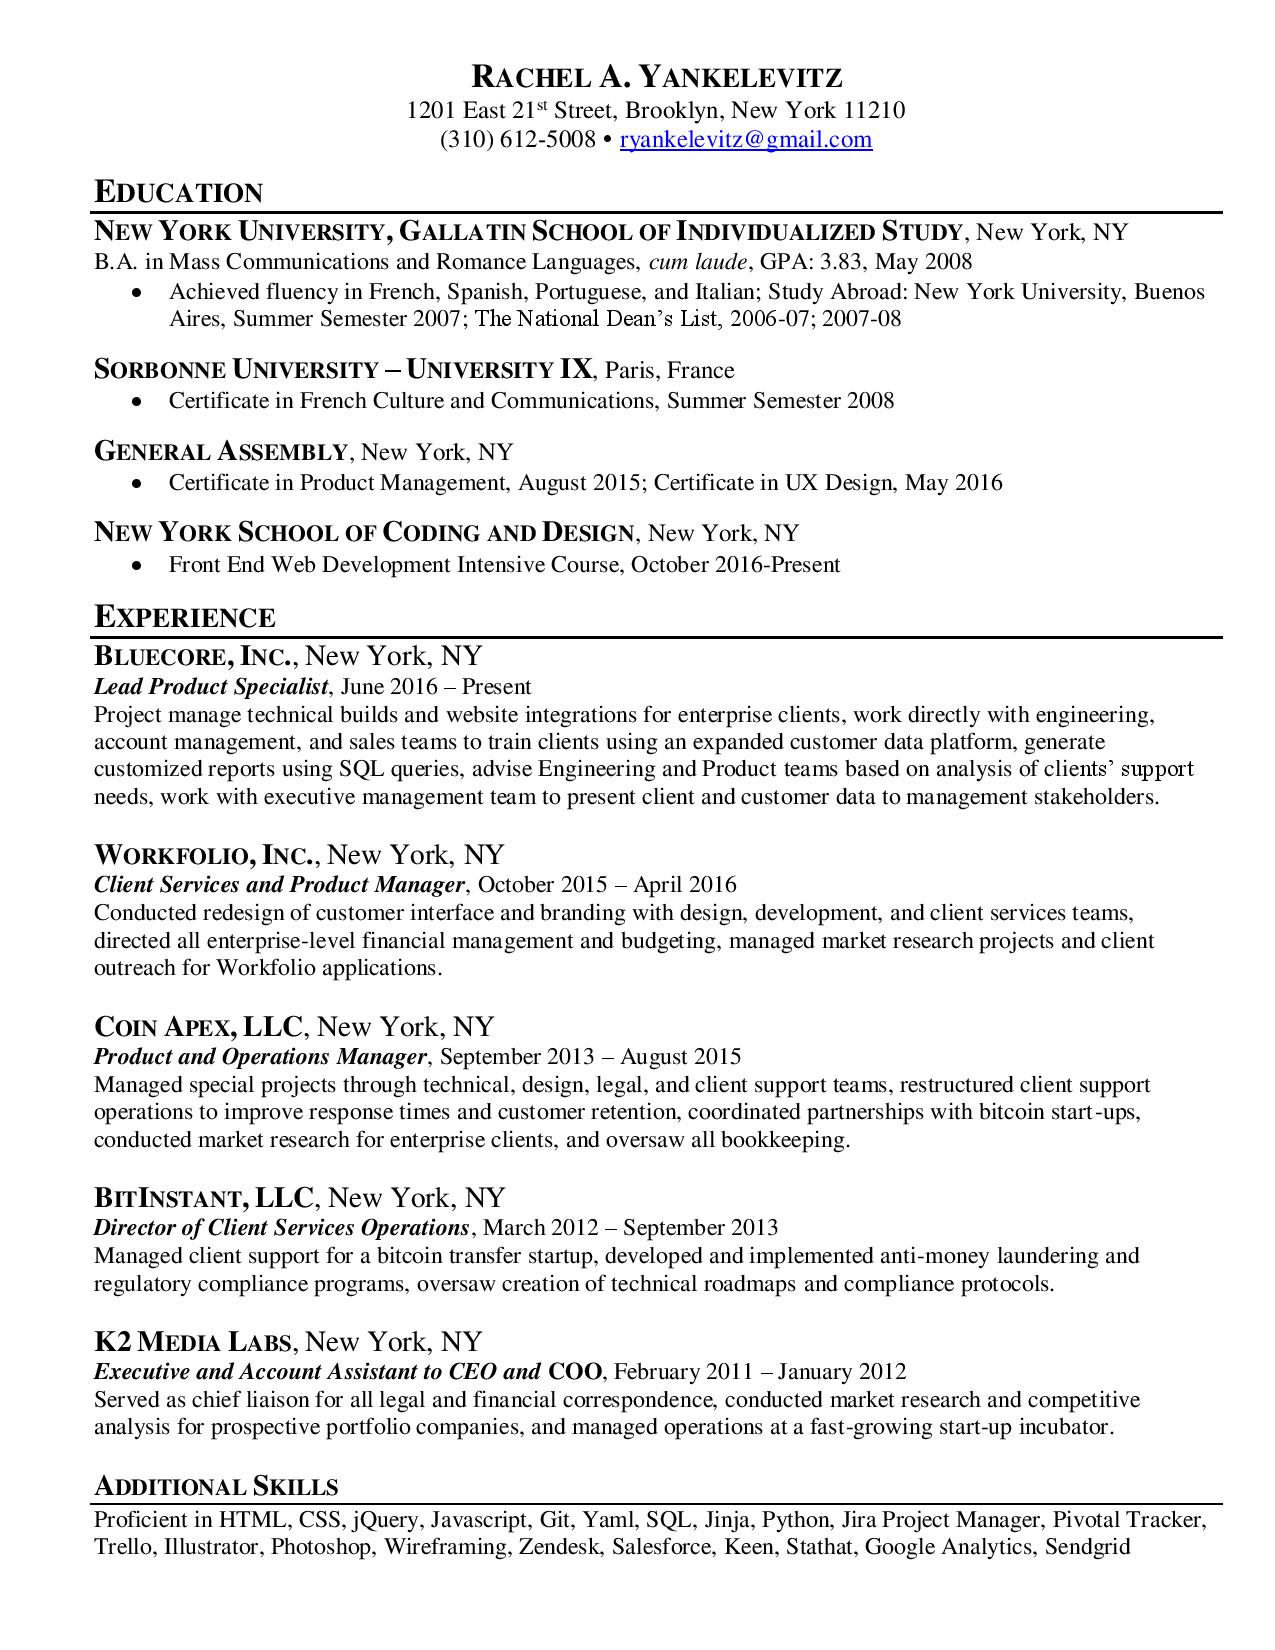 RACHEL A. YANKELEVITZ
1201 East 21st Street, Brooklyn, New York 11210
(310) 612-5008 • ryankelevitz@gmail.com
EDUCATION
NEW YORK UNIVERSITY, GALLATIN SCHOOL OF INDIVIDUALIZED STUDY, New York, NY
B.A. in Mass Communications and Romance Languages, cum laude, GPA: 3.83, May 2008
• Achieved fluency in French, Spanish, Portuguese, and Italian; Study Abroad: New York University, Buenos
Aires, Summer Semester 2007; The National Dean’s List, 2006-07; 2007-08
SORBONNE UNIVERSITY – UNIVERSITY IX, Paris, France
• Certificate in French Culture and Communications, Summer Semester 2008
GENERAL ASSEMBLY, New York, NY
• Certificate in Product Management, August 2015; Certificate in UX Design, May 2016
NEW YORK SCHOOL OF CODING AND DESIGN, New York, NY
• Front End Web Development Intensive Course, October 2016-Present
EXPERIENCE
BLUECORE, INC., New York, NY
Lead Product Specialist, June 2016 – Present
Project manage technical builds and website integrations for enterprise clients, work directly with engineering,
account management, and sales teams to train clients using an expanded customer data platform, generate
customized reports using SQL queries, advise Engineering and Product teams based on analysis of clients’ support
needs, work with executive management team to present client and customer data to management stakeholders.
WORKFOLIO, INC., New York, NY
Client Services and Product Manager, October 2015 – April 2016
Conducted redesign of customer interface and branding with design, development, and client services teams,
directed all enterprise-level financial management and budgeting, managed market research projects and client
outreach for Workfolio applications.
COIN APEX, LLC, New York, NY
Product and Operations Manager, September 2013 – August 2015
Managed special projects through technical, design, legal, and client support teams, restructured client support
operations to improve response times and customer retention, coordinated partnerships with bitcoin start-ups,
conducted market research for enterprise clients, and oversaw all bookkeeping.
BITINSTANT, LLC, New York, NY
Director of Client Services Operations, March 2012 – September 2013
Managed client support for a bitcoin transfer startup, developed and implemented anti-money laundering and
regulatory compliance programs, oversaw creation of technical roadmaps and compliance protocols.
K2 MEDIA LABS, New York, NY
Executive and Account Assistant to CEO and COO, February 2011 – January 2012
Served as chief liaison for all legal and financial correspondence, conducted market research and competitive
analysis for prospective portfolio companies, and managed operations at a fast-growing start-up incubator.
ADDITIONAL SKILLS
Proficient in HTML, CSS, jQuery, Javascript, Git, Yaml, SQL, Jinja, Python, Jira Project Manager, Pivotal Tracker,
Trello, Illustrator, Photoshop, Wireframing, Zendesk, Salesforce, Keen, Stathat, Google Analytics, Sendgrid